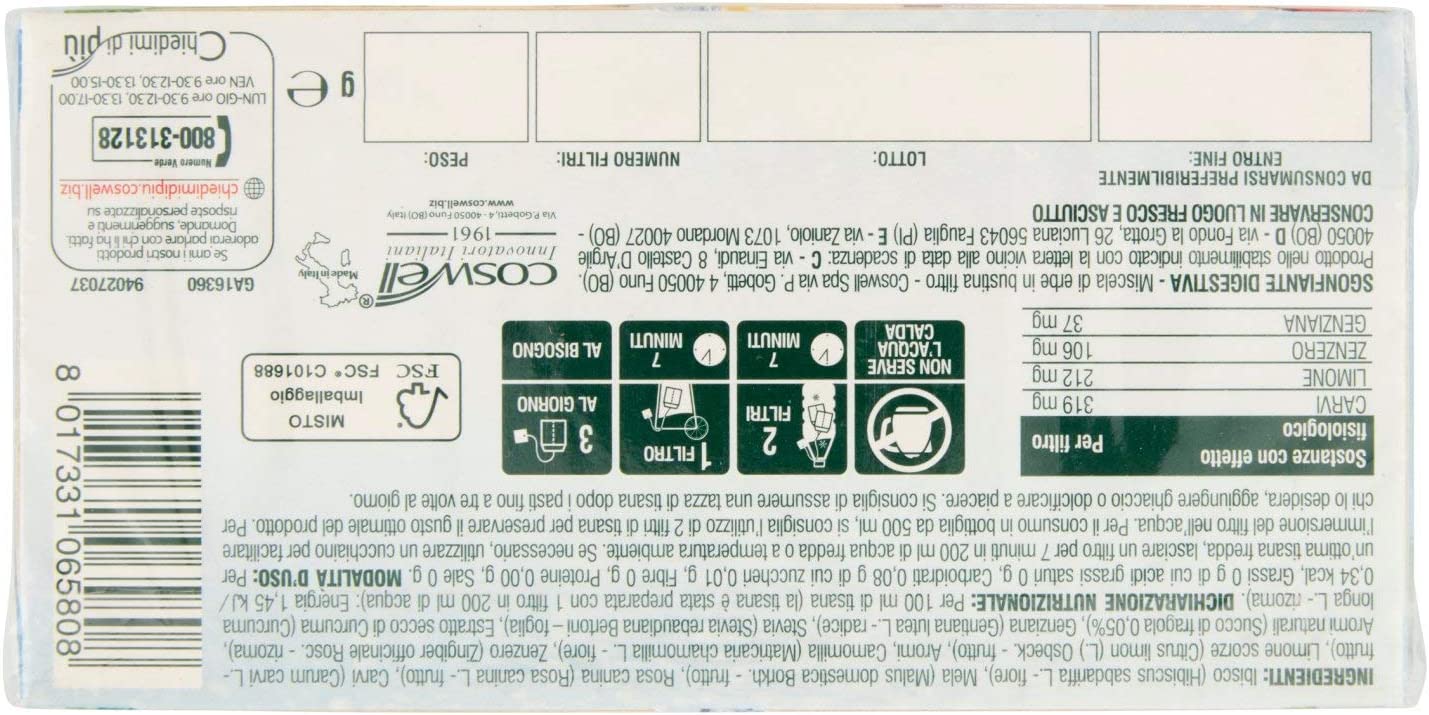 INGREDIENTI: Ibisco (Hibiscus sabdariffa L.- fiore), Mela (Malus domestica Borkh. - frutto), Rosa canina (Rosa canina L.- frutto), Carvi (Carum carvi L.-
frutto), Limone scorze (Citrus limon (L.) Osbeck. - frutto), Aromi, Camomilla (Matricaria chamomilla L. - fiore), Zenzero (Zingiber officinale Rosc. - rizoma),
Aromi naturali (Succo di fragola 0,05%), Genziana (Gentiana lutea L.- radice), Stevia (Stevia rebaudiana Bertoni – foglia), Estratto secco di Curcuma (Curcuma
longa L.- rizoma). DICHIARAZIONE NUTRIZIONALE: Per 100 ml di tisana (la tisana è stata preparata con 1 filtro in 200 ml di acqua): Energia 1,45 kJ /
0,34 kcal, Grassi 0 g di cui acidi grassi saturi 0 g, Carboidrati 0,08 g di cui zuccheri 0,01 g, Fibre 0 g, Proteine 0,00 g, Sale 0 g. MODALITÀ D'USO: Per
un'ottima tisana fredda, lasciare un filtro per 7 minuti in 200 ml di acqua fredda o a temperatura ambiente. Se necessario, utilizzare un cucchiaino per facilitare
l'immersione del filtro nell'acqua. Per il consumo in bottiglia da 500 ml, si consiglia l'utilizzo di 2 filtri di tisana per preservare il gusto ottimale del prodotto. Per
chi lo desidera, aggiungere ghiaccio o dolcificare a piacere. Si consiglia di assumere una tazza di tisana dopo i pasti fino a tre volte al giorno.
Sostanze con effetto
fisiologico
Per filtro
CARVI 319 mg
LIMONE 212 mg
ZENZERO 106 mg
GENZIANA 37 mg
NON SERVE
L'ACQUA
CALDA
2
FILTRI
7
MINUTI
1 FILTRO
7
MINUTI
3
AL GIORNO
AL BISOGNO
MISTO
Imballaggio
FSC FSC® C101688
8 017331 065808
SGONFIANTE DIGESTIVA - Miscela di erbe in bustina filtro - Coswell Spa via P. Gobetti, 4 40050 Funo (BO).
Prodotto nello stabilimento indicato con la lettera vicino alla data di scadenza: C - via Einaudi, 8 Castello D'Argile
40050 (BO) D - via Fondo la Grotta, 26 Luciana 56043 Fauglia (PI) E - via Zaniolo, 1073 Mordano 40027 (BO) -
CONSERVARE IN LUOGO FRESCO E ASCIUTTO
coswell®
Innovatori Italiani
1961
Via P.Gobetti, 4 - 40050 Funo (BO) Italy
www.coswell.biz
Made in Italy
GA16360 94027037
Se ami i nostri prodotti
adorerai parlare con chi li ha fatti.
Domande, suggerimenti e
risposte personalizzate su
chiedimidipiu.coswell.biz
Numero Verde
800-313128
LUN-GIO ore 9.30-12.30, 13.30-17.00
VEN ore 9.30-12.30, 13.30-15.00
Chiedimi di più
DA CONSUMARSI PREFERIBILMENTE
ENTRO FINE:
LOTTO:
NUMERO FILTRI:
PESO:
g e